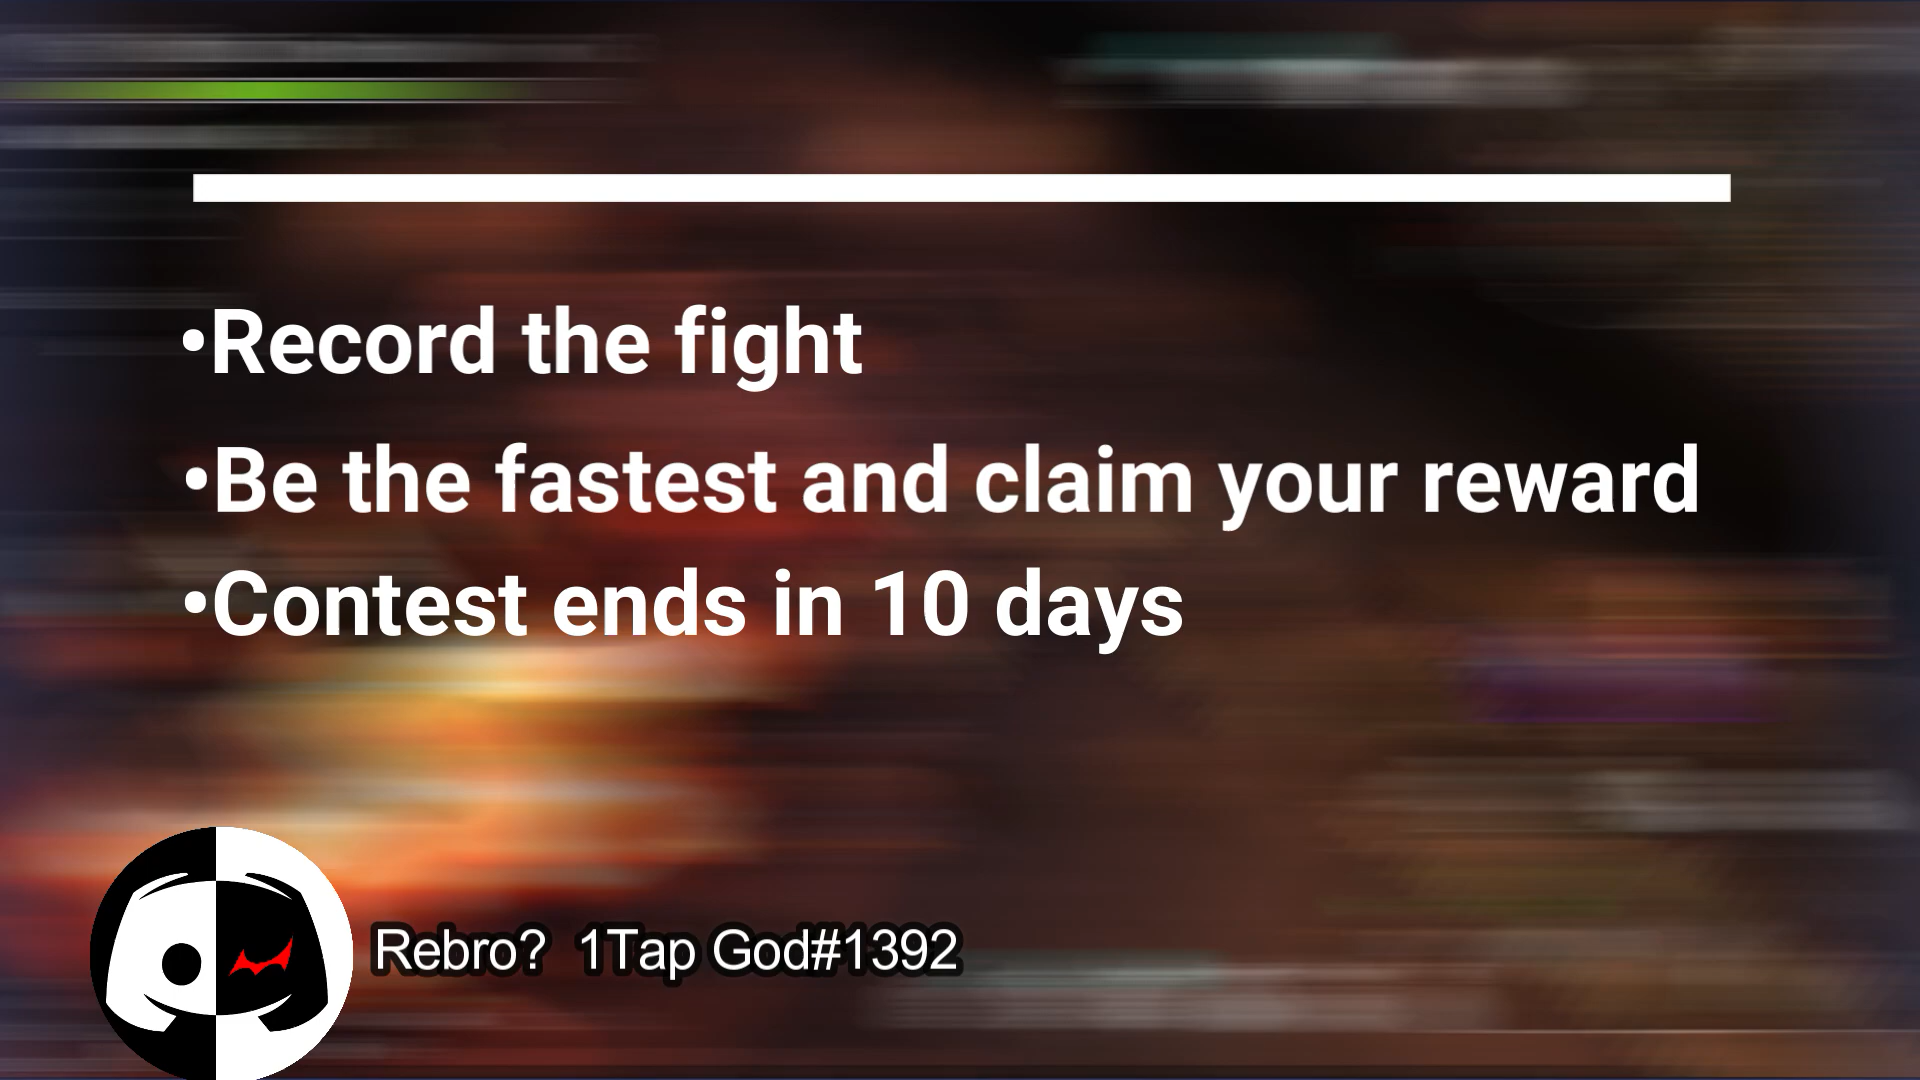 •Record the fight
•Be the fastest and claim your reward
•Contest ends in 10 days
Rebro? 1Tap God#1392